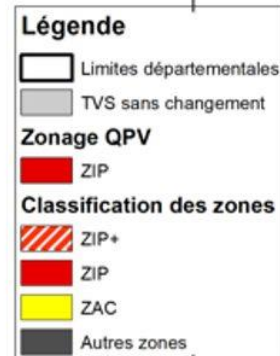 Légende
Limites départementales
TVS sans changement
Zonage QPV
ZIP
Classification des zones
ZIP+
ZIP
ZAC
Autres zones